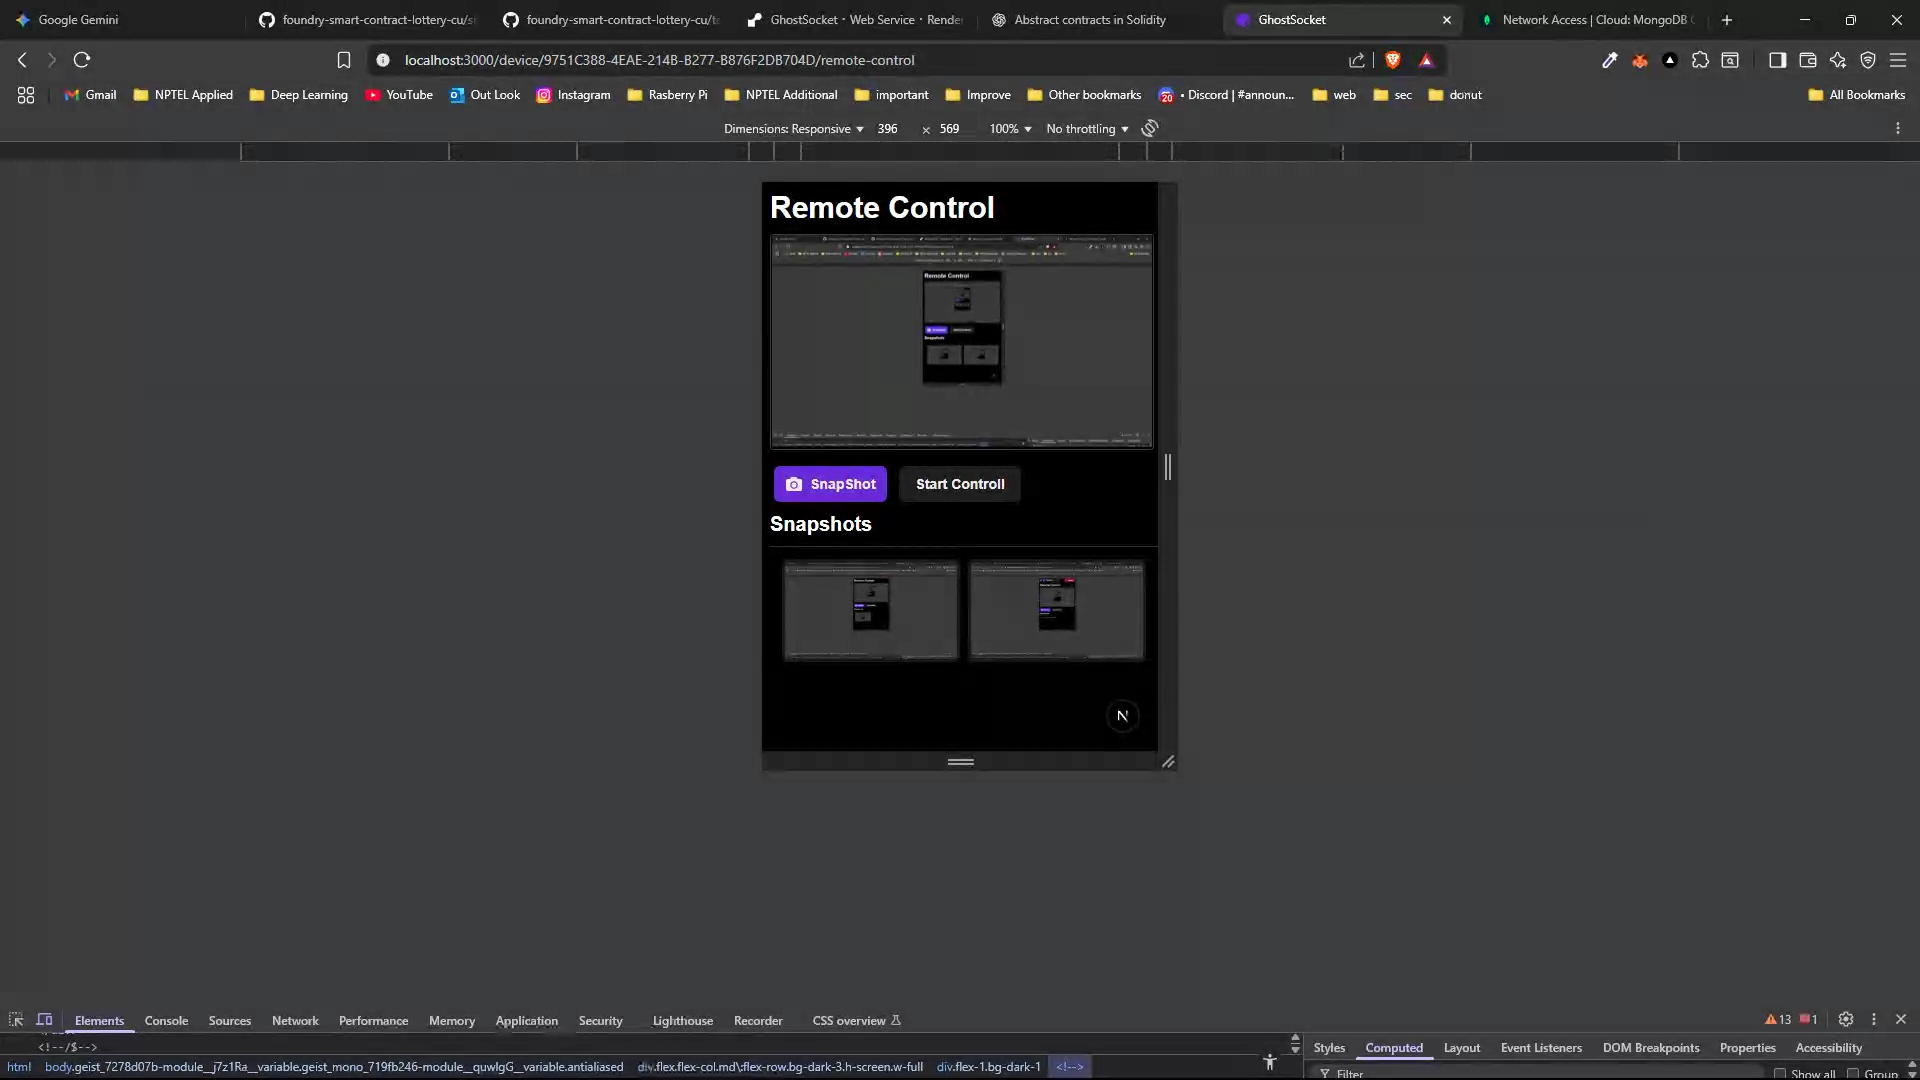 Google Gemini
foundry-smart-contract-lottery-cu/s
foundry-smart-contract-lottery-cu/te
GhostSocket · Web Service · Rende
Abstract contracts in Solidity
GhostSocket
Network Access | Cloud: MongoDB
localhost:3000/device/9751C388-4EAE-214B-B277-B876F2DB704D/remote-control
Gmail
NPTEL Applied
Deep Learning
YouTube
Out Look
Instagram
Rasberry Pi
NPTEL Additional
important
Improve
Other bookmarks
20
• Discord | #announ...
web
sec
donut
All Bookmarks
Dimensions: Responsive
396
×
569
100%
No throttling
Remote Control
Remote Control
Snapshots
SnapShot
Start Controll
Snapshots
N
Elements
Console
Sources
Network
Performance
Memory
Application
Security
Lighthouse
Recorder
CSS overview
13
1
<!--/$-->
Styles
Computed
Layout
Event Listeners
DOM Breakpoints
Properties
Accessibility
html
body.geist_7278d07b-module__j7z1Ra__variable.geist_mono_719fb246-module__quwlgG__variable.antialiased
div.flex.flex-col.md\:flex-row.bg-dark-3.h-screen.w-full
div.flex-1.bg-dark-1
<!-->
Filter
Show all
Group